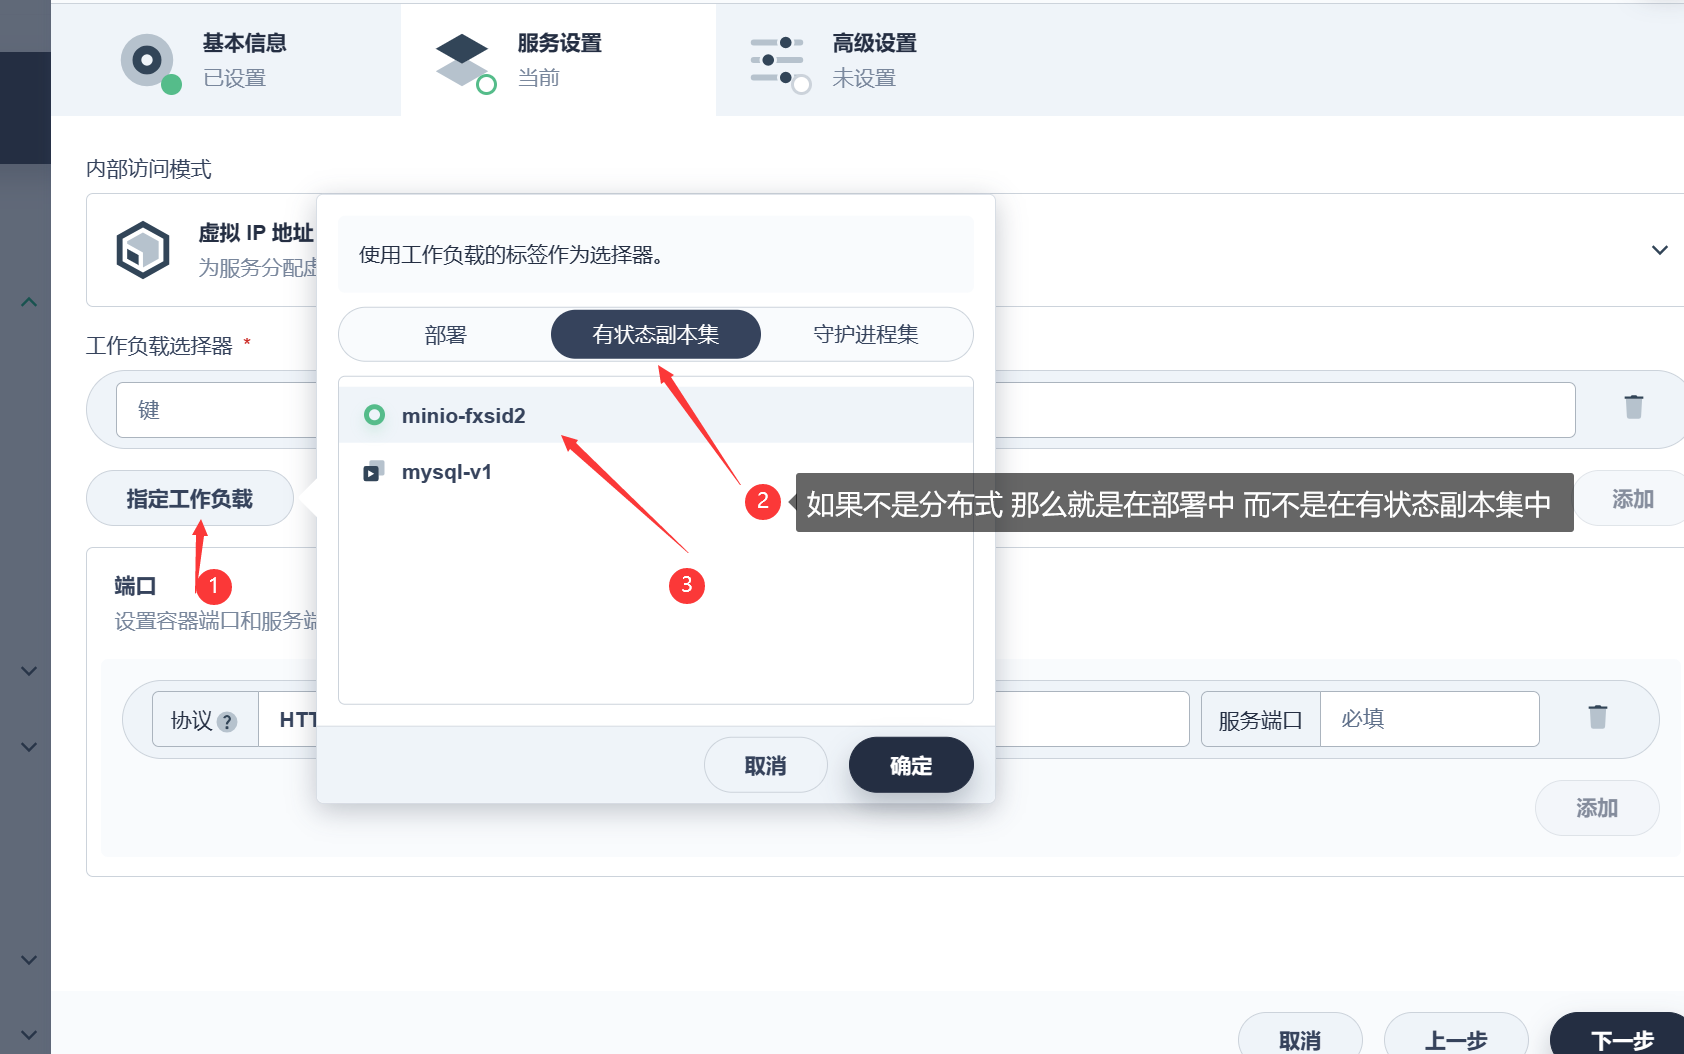 基本信息
已设置
服务设置
当前
高级设置
未设置
内部访问模式
虚拟 IP 地址
为服务分配虚
使用工作负载的标签作为选择器。
部署
有状态副本集
守护进程集
工作负载选择器 *
键
minio-fxsid2
mysql-v1
指定工作负载
2
如果不是分布式 那么就是在部署中 而不是在有状态副本集中
添加
端口
1
3
设置容器端口和服务端
协议 ?
HTT
服务端口
必填
取消
确定
添加
取消
上一步
下一步